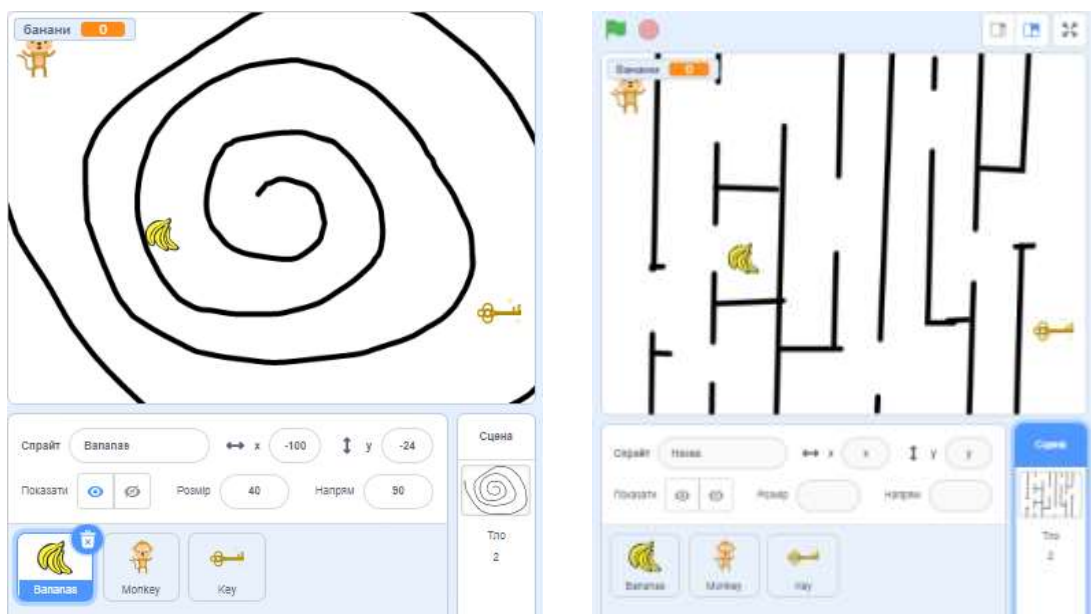 банани 0
Спрайт Bananas x -100 y -24
Показати Розмір 40 Напрям 90
Bananas Monkey Key
Сцена
Тло
2
Банани 0
Спрайт Назва x x y y
Показати Розмір Напрям
Bananas Monkey Key
Сцена
Тло
2